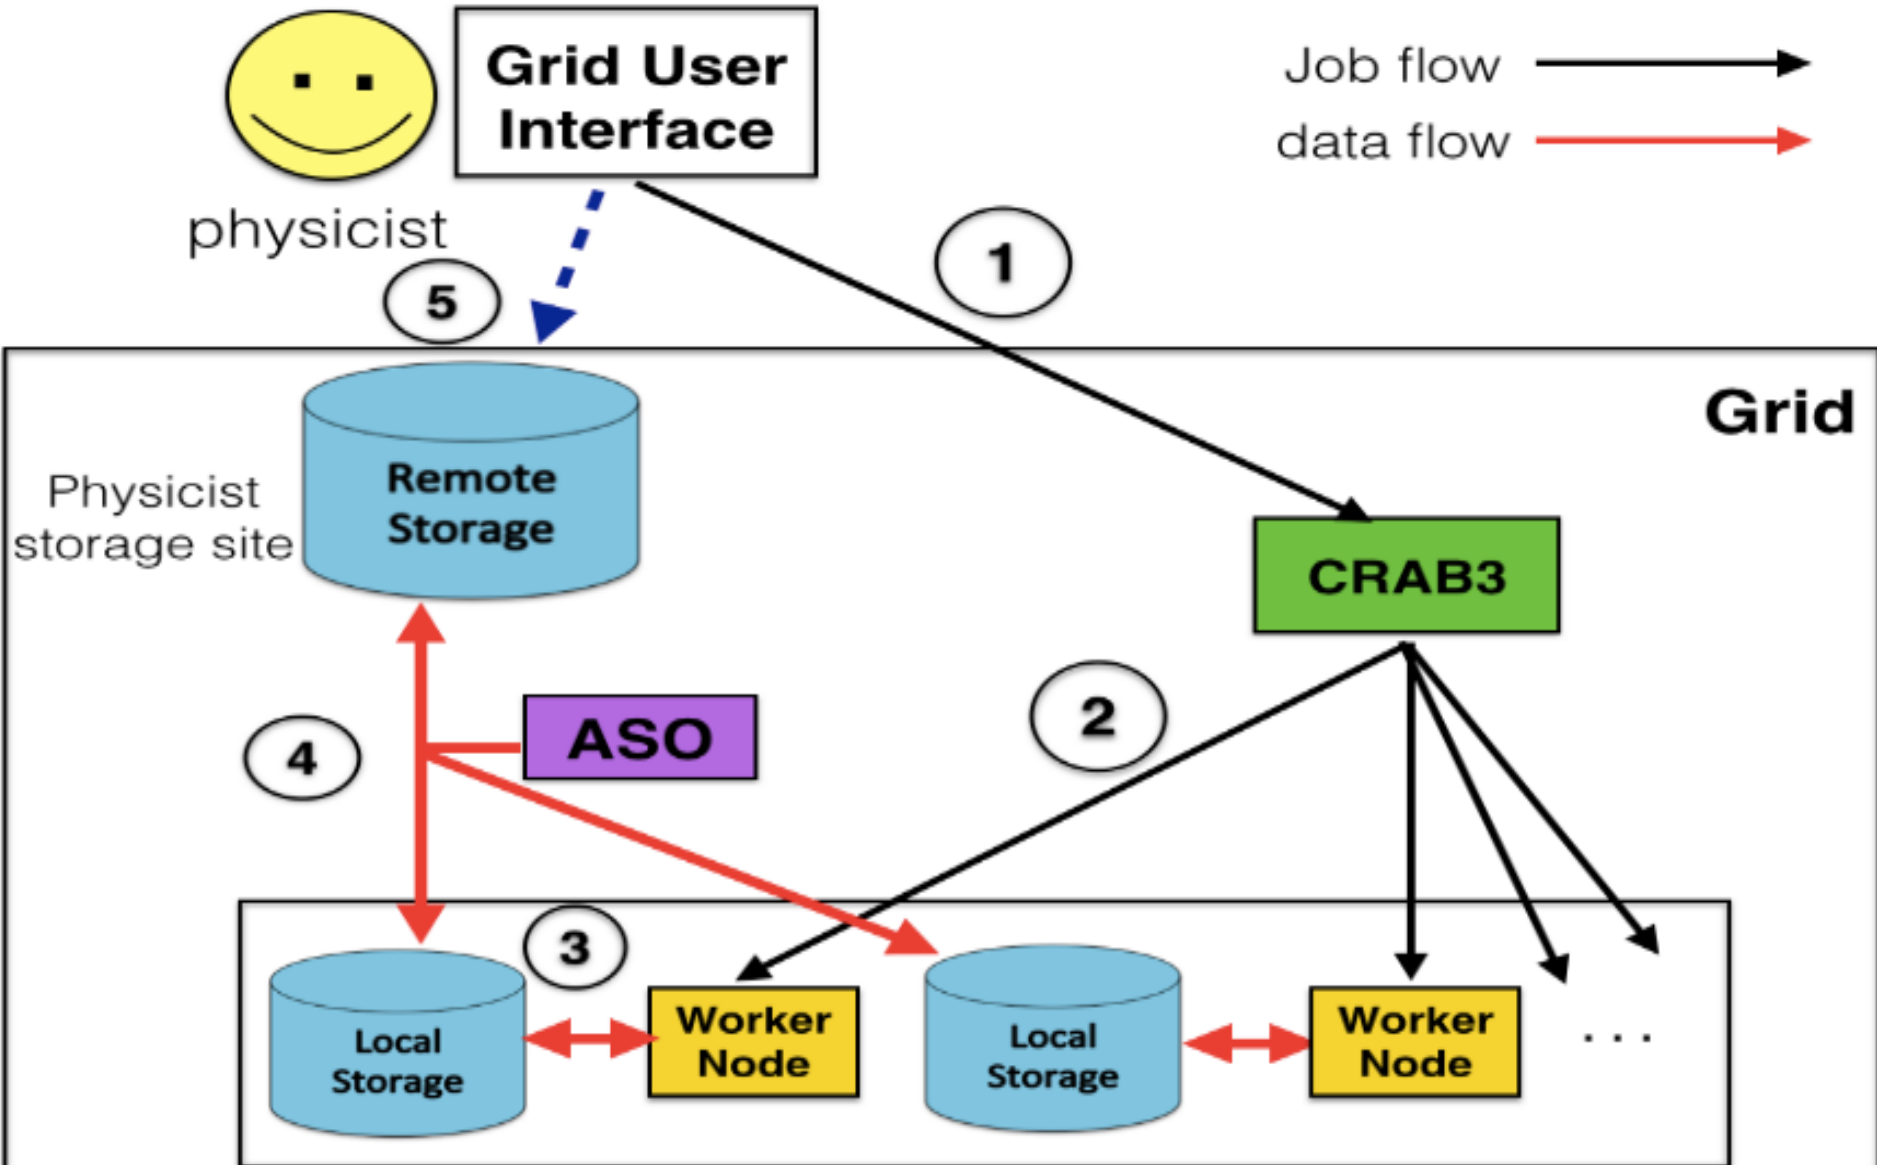 Grid User
Interface
Job flow
data flow
physicist
1
5
Grid
Remote
Storage
Physicist
storage site
CRAB3
2
ASO
4
3
Local
Storage
Worker
Node
Local
Storage
Worker
Node
...